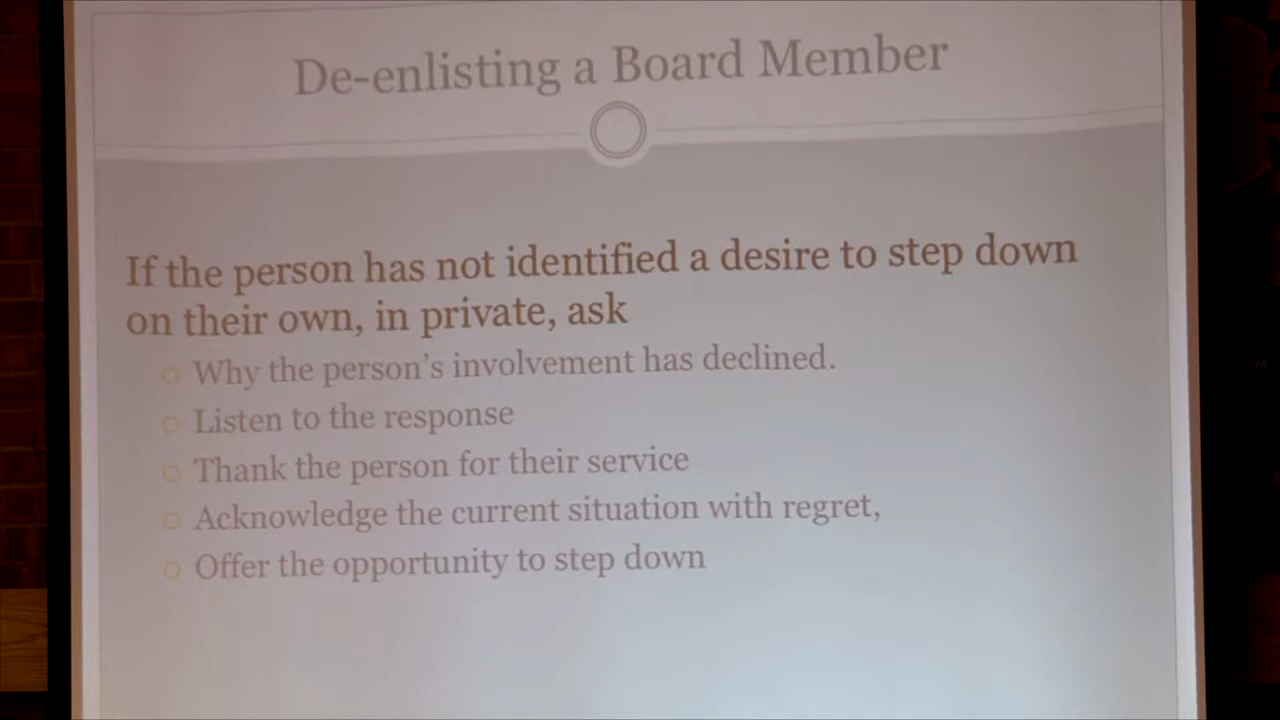 De-enlisting a Board Member
If the person has not identified a desire to step down
on their own, in private, ask
Why the person's involvement has declined.
Listen to the response
Thank the person for their service
Acknowledge the current situation with regret,
Offer the opportunity to step down